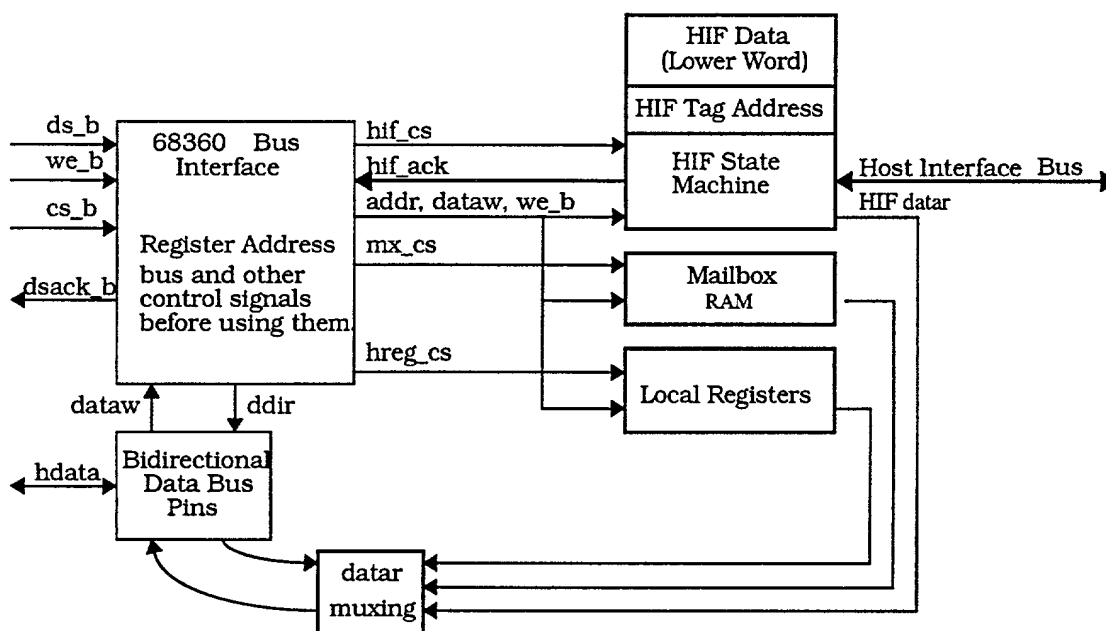 HIF Data
(Lower Word)
HIF Tag Address
HIF State
Machine
ds_b
we_b
cs_b
dsack_b
68360 Bus
Interface
Register Address
bus and other
control signals
before using them.
hif_cs
hif_ack
addr, dataw, we_b
mx_cs
hreg_cs
Host Interface Bus
HIF datar
Mailbox
RAM
Local Registers
dataw
ddir
hdata
Bidirectional
Data Bus
Pins
datar
muxing